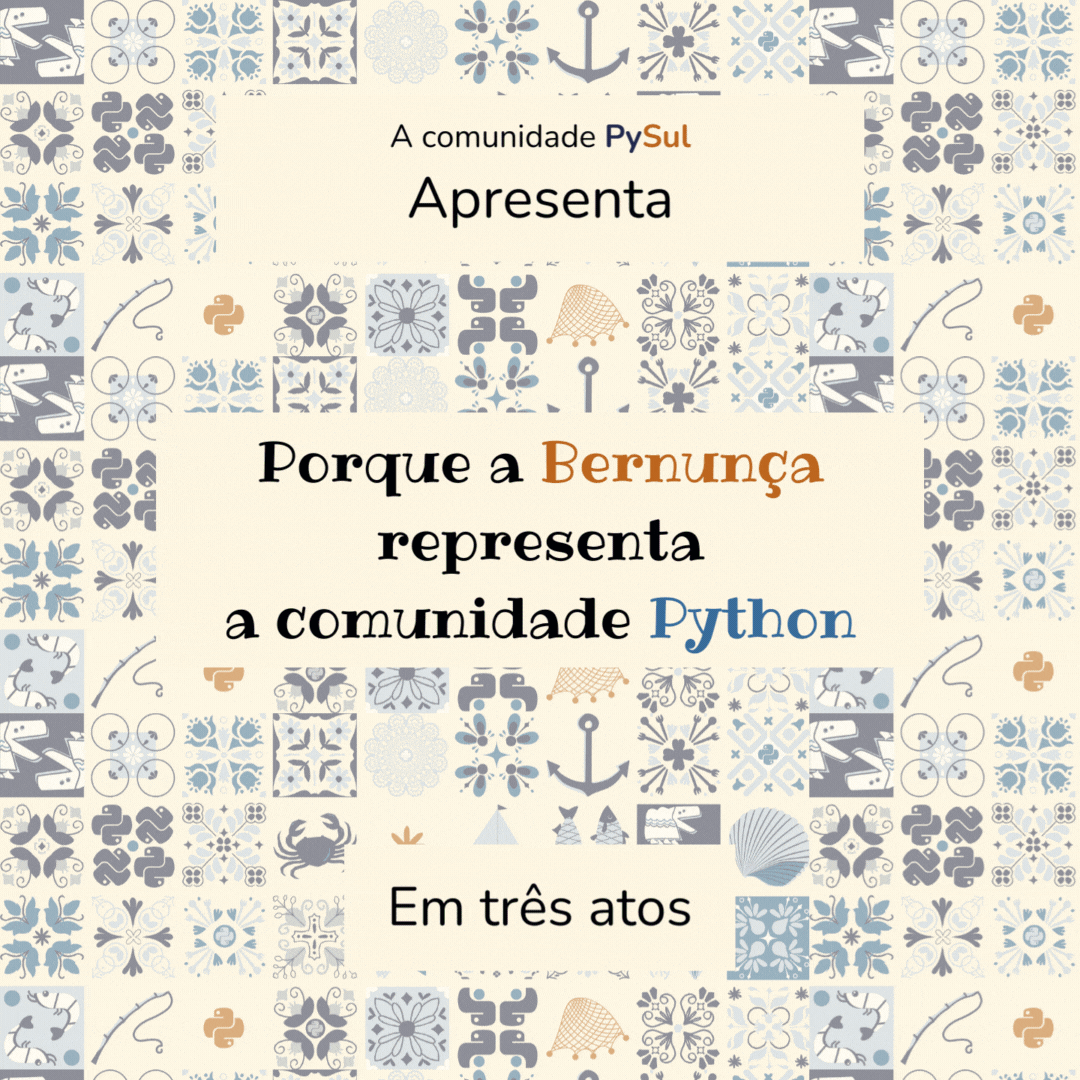 A comunidade PySul
Apresenta
Porque a Bernunça
representa
a comunidade Python
Em três atos